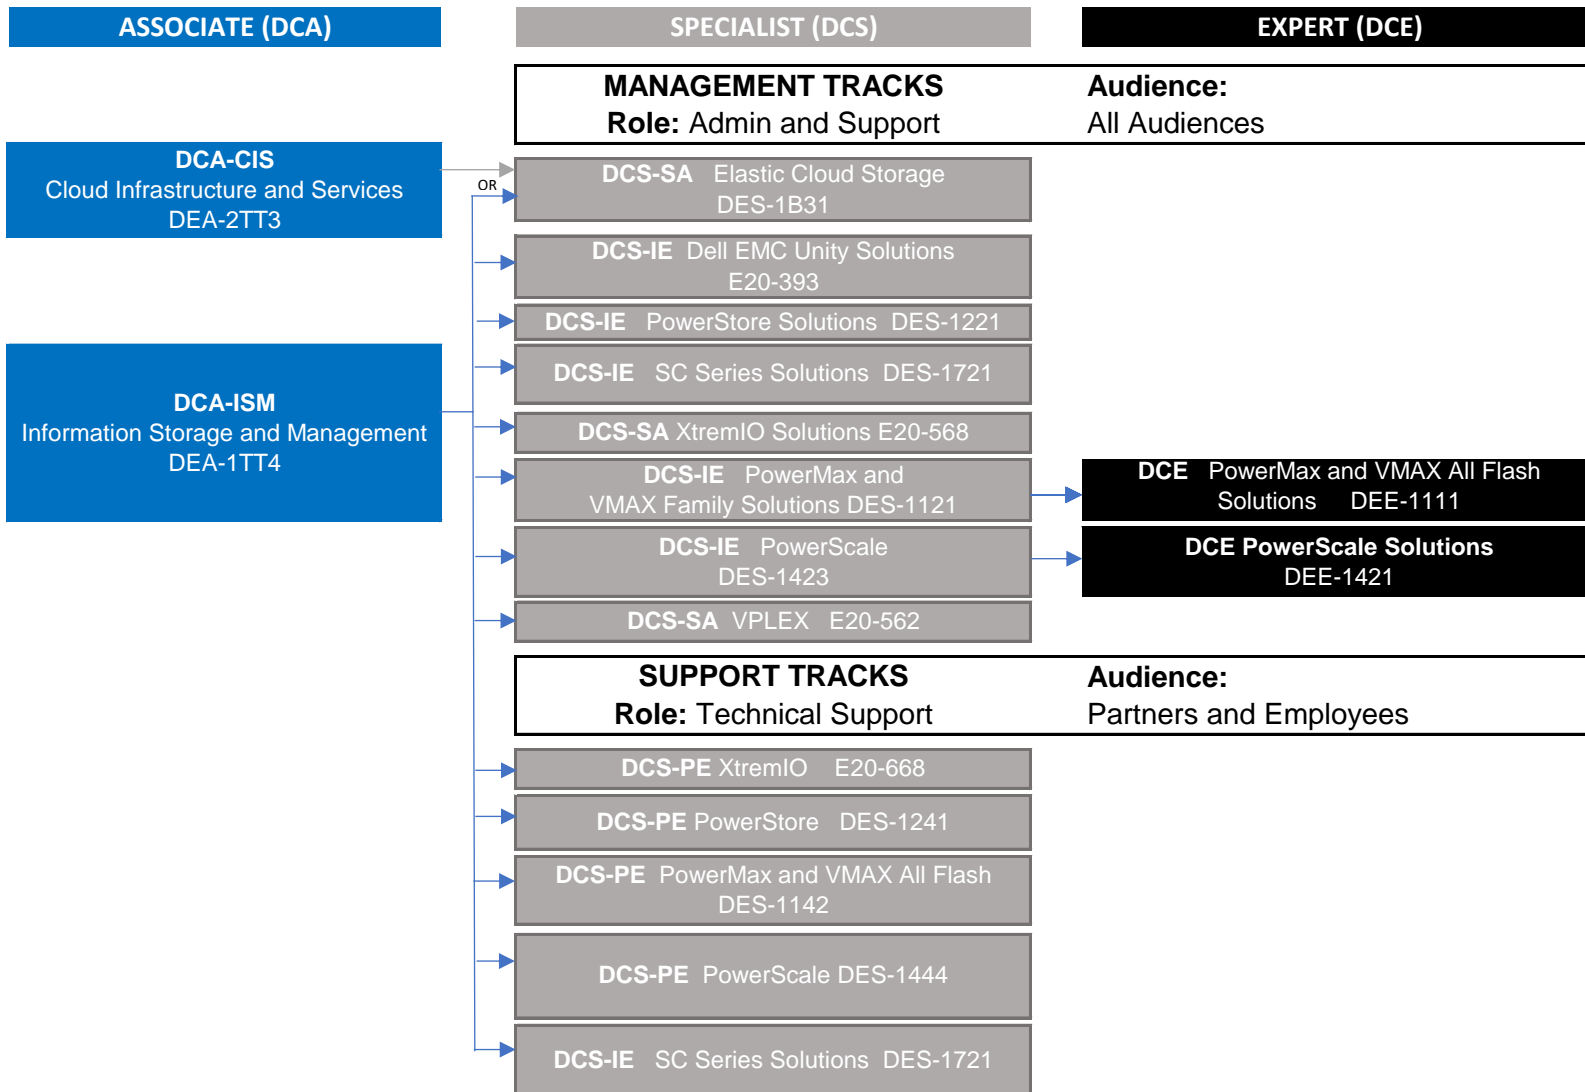 ASSOCIATE (DCA)
SPECIALIST (DCS)
EXPERT (DCE)
MANAGEMENT TRACKS
Role: Admin and Support
Audience:
All Audiences
DCA-CIS
Cloud Infrastructure and Services
DEA-2TT3
OR
DCS-SA Elastic Cloud Storage
DES-1B31
DCS-IE Dell EMC Unity Solutions
E20-393
DCS-IE PowerStore Solutions DES-1221
DCS-IE SC Series Solutions DES-1721
DCA-ISM
Information Storage and Management
DEA-1TT4
DCS-SA XtremIO Solutions E20-568
DCS-IE PowerMax and
VMAX Family Solutions DES-1121
DCE PowerMax and VMAX All Flash
Solutions DEE-1111
DCS-IE PowerScale
DES-1423
DCE PowerScale Solutions
DEE-1421
DCS-SA VPLEX E20-562
SUPPORT TRACKS
Role: Technical Support
Audience:
Partners and Employees
DCS-PE XtremIO E20-668
DCS-PE PowerStore DES-1241
DCS-PE PowerMax and VMAX All Flash
DES-1142
DCS-PE PowerScale DES-1444
DCS-IE SC Series Solutions DES-1721